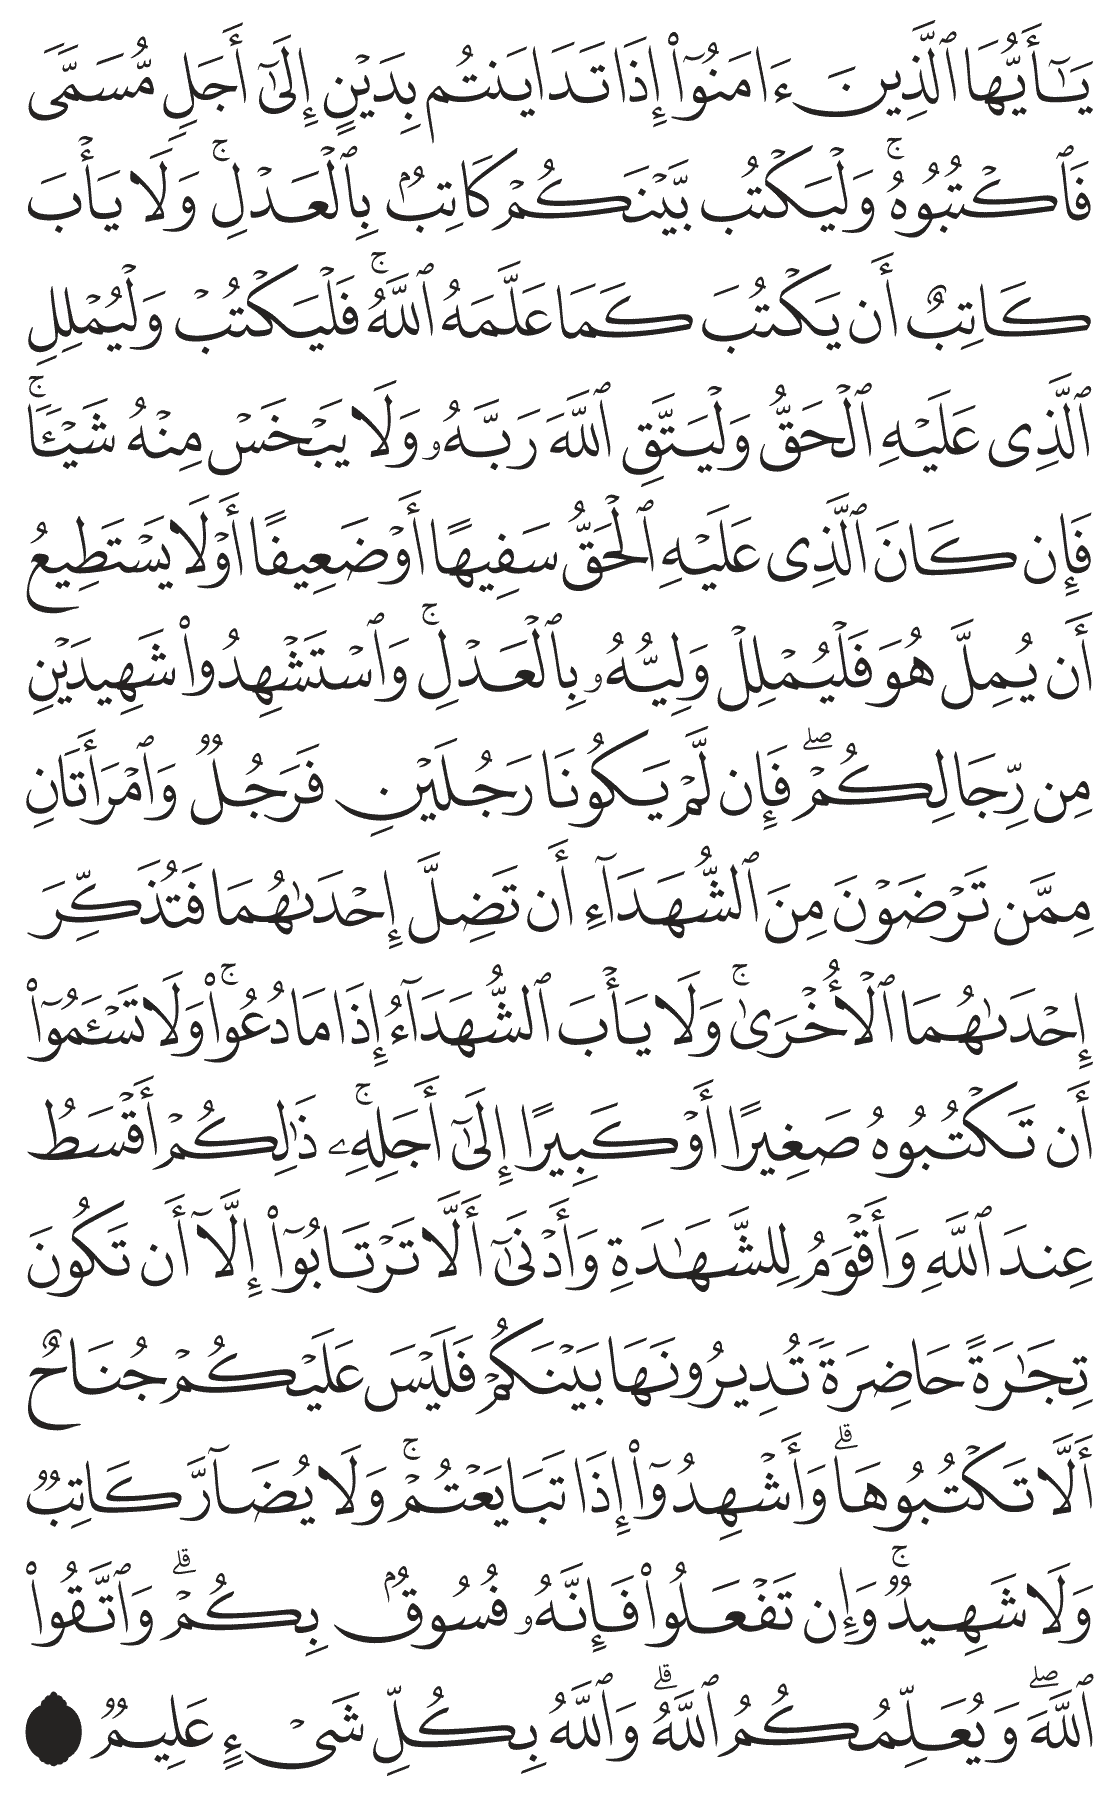 يَٰٓأَيُّهَا ٱلَّذِينَ ءَامَنُوٓا۟ إِذَا تَدَايَنتُم بِدَيْنٍ إِلَىٰٓ أَجَلٍ مُّسَمًّى
فَٱكْتُبُوهُ ۚ وَلْيَكْتُب بَّيْنَكُمْ كَاتِبٌۢ بِٱلْعَدْلِ ۚ وَلَا يَأْبَ
كَاتِبٌ أَن يَكْتُبَ كَمَا عَلَّمَهُ ٱللَّهُ ۚ فَلْيَكْتُبْ وَلْيُمْلِلِ
ٱلَّذِى عَلَيْهِ ٱلْحَقُّ وَلْيَتَّقِ ٱللَّهَ رَبَّهُۥ وَلَا يَبْخَسْ مِنْهُ شَيْـًٔا ۚ
فَإِن كَانَ ٱلَّذِى عَلَيْهِ ٱلْحَقُّ سَفِيهًا أَوْ ضَعِيفًا أَوْ لَا يَسْتَطِيعُ
أَن يُمِلَّ هُوَ فَلْيُمْلِلْ وَلِيُّهُۥ بِٱلْعَدْلِ ۚ وَٱسْتَشْهِدُوا۟ شَهِيدَيْنِ
مِن رِّجَالِكُمْ ۖ فَإِن لَّمْ يَكُونَا رَجُلَيْنِ فَرَجُلٌ وَٱمْرَأَتَانِ
مِمَّن تَرْضَوْنَ مِنَ ٱلشُّهَدَآءِ أَن تَضِلَّ إِحْدَىٰهُمَا فَتُذَكِّرَ
إِحْدَىٰهُمَا ٱلْأُخْرَىٰ ۚ وَلَا يَأْبَ ٱلشُّهَدَآءُ إِذَا مَا دُعُوا۟ ۚ وَلَا تَسْـَٔمُوٓا۟
أَن تَكْتُبُوهُ صَغِيرًا أَوْ كَبِيرًا إِلَىٰٓ أَجَلِهِۦ ۚ ذَٰلِكُمْ أَقْسَطُ
عِندَ ٱللَّهِ وَأَقْوَمُ لِلشَّهَٰدَةِ وَأَدْنَىٰٓ أَلَّا تَرْتَابُوٓا۟ إِلَّآ أَن تَكُونَ
تِجَٰرَةً حَاضِرَةً تُدِيرُونَهَا بَيْنَكُمْ فَلَيْسَ عَلَيْكُمْ جُنَاحٌ
أَلَّا تَكْتُبُوهَا ۗ وَأَشْهِدُوٓا۟ إِذَا تَبَايَعْتُمْ ۚ وَلَا يُضَآرَّ كَاتِبٌ
وَلَا شَهِيدٌ ۚ وَإِن تَفْعَلُوا۟ فَإِنَّهُۥ فُسُوقٌۢ بِكُمْ ۗ وَٱتَّقُوا۟
ٱللَّهَ ۖ وَيُعَلِّمُكُمُ ٱللَّهُ ۗ وَٱللَّهُ بِكُلِّ شَىْءٍ عَلِيمٌ